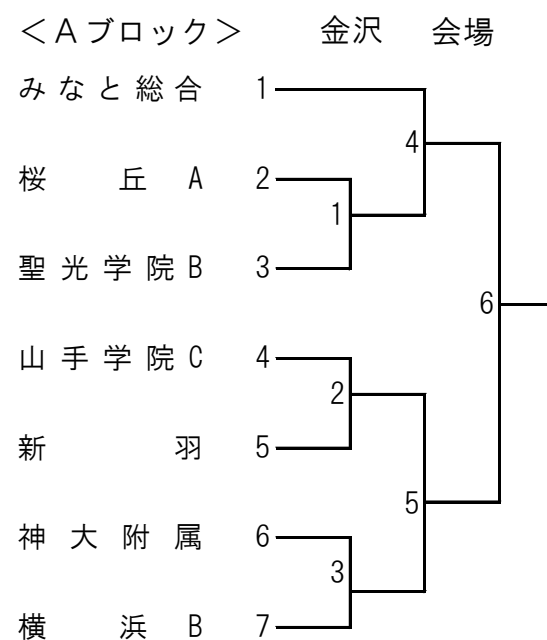 ＜Aブロック＞ 金沢 会場
みなと総合 1
4
桜丘A 2
1
聖光学院B 3
6
山手学院C 4
2
新羽 5
5
神大附属 6
3
横浜B 7